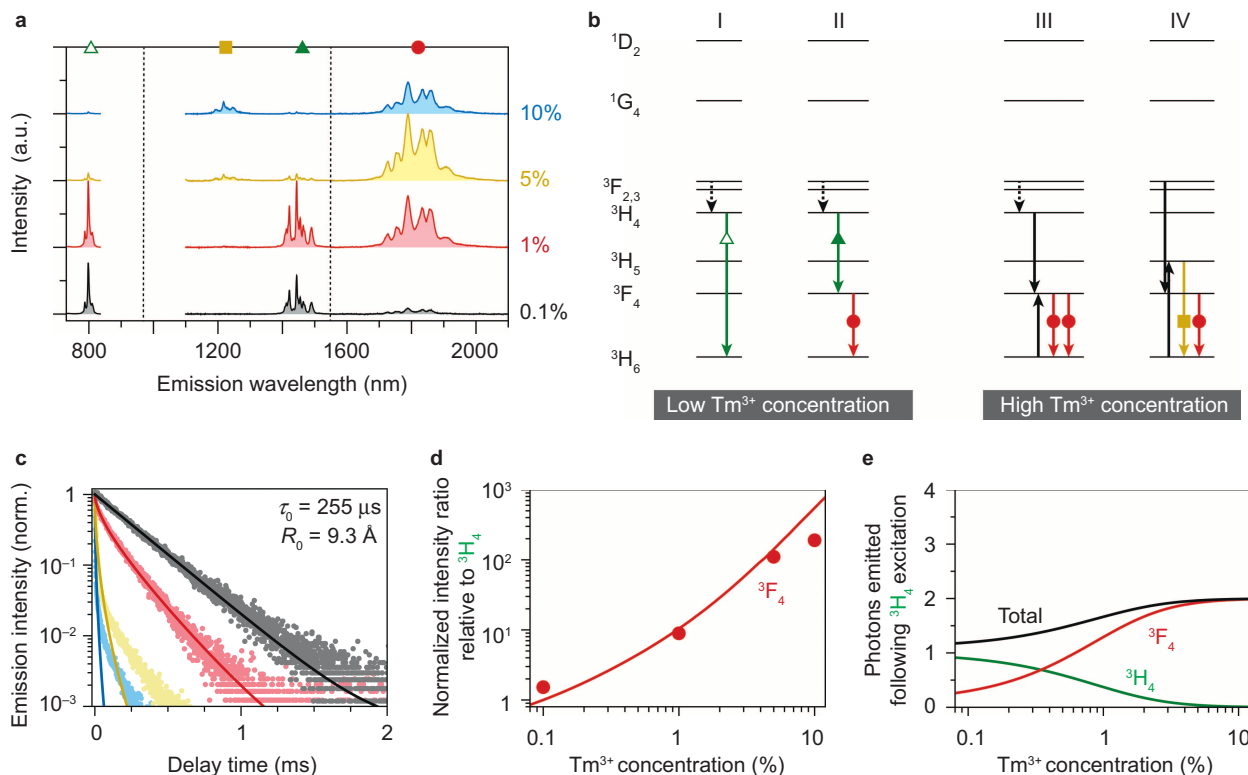 a
Intensity (a.u.)
10%
5%
1%
0.1%
800
1200
1600
2000
Emission wavelength (nm)
b
I
II
III
IV
¹D₂
¹G₄
³F₂,₃
³H₄
³H₅
³F₄
³H₆
Low Tm³⁺ concentration
High Tm³⁺ concentration
c
Emission intensity (norm.)
1
10⁻¹
10⁻²
10⁻³
τ₀ = 255 μs
R₀ = 9.3 Å
0
1
2
Delay time (ms)
d
Normalized intensity ratio
relative to ³H₄
10³
10²
10¹
1
³F₄
0.1
1
10
Tm³⁺ concentration (%)
e
Photons emitted
following ³H₄ excitation
4
3
2
1
0
Total
³F₄
³H₄
0.1
1
10
Tm³⁺ concentration (%)